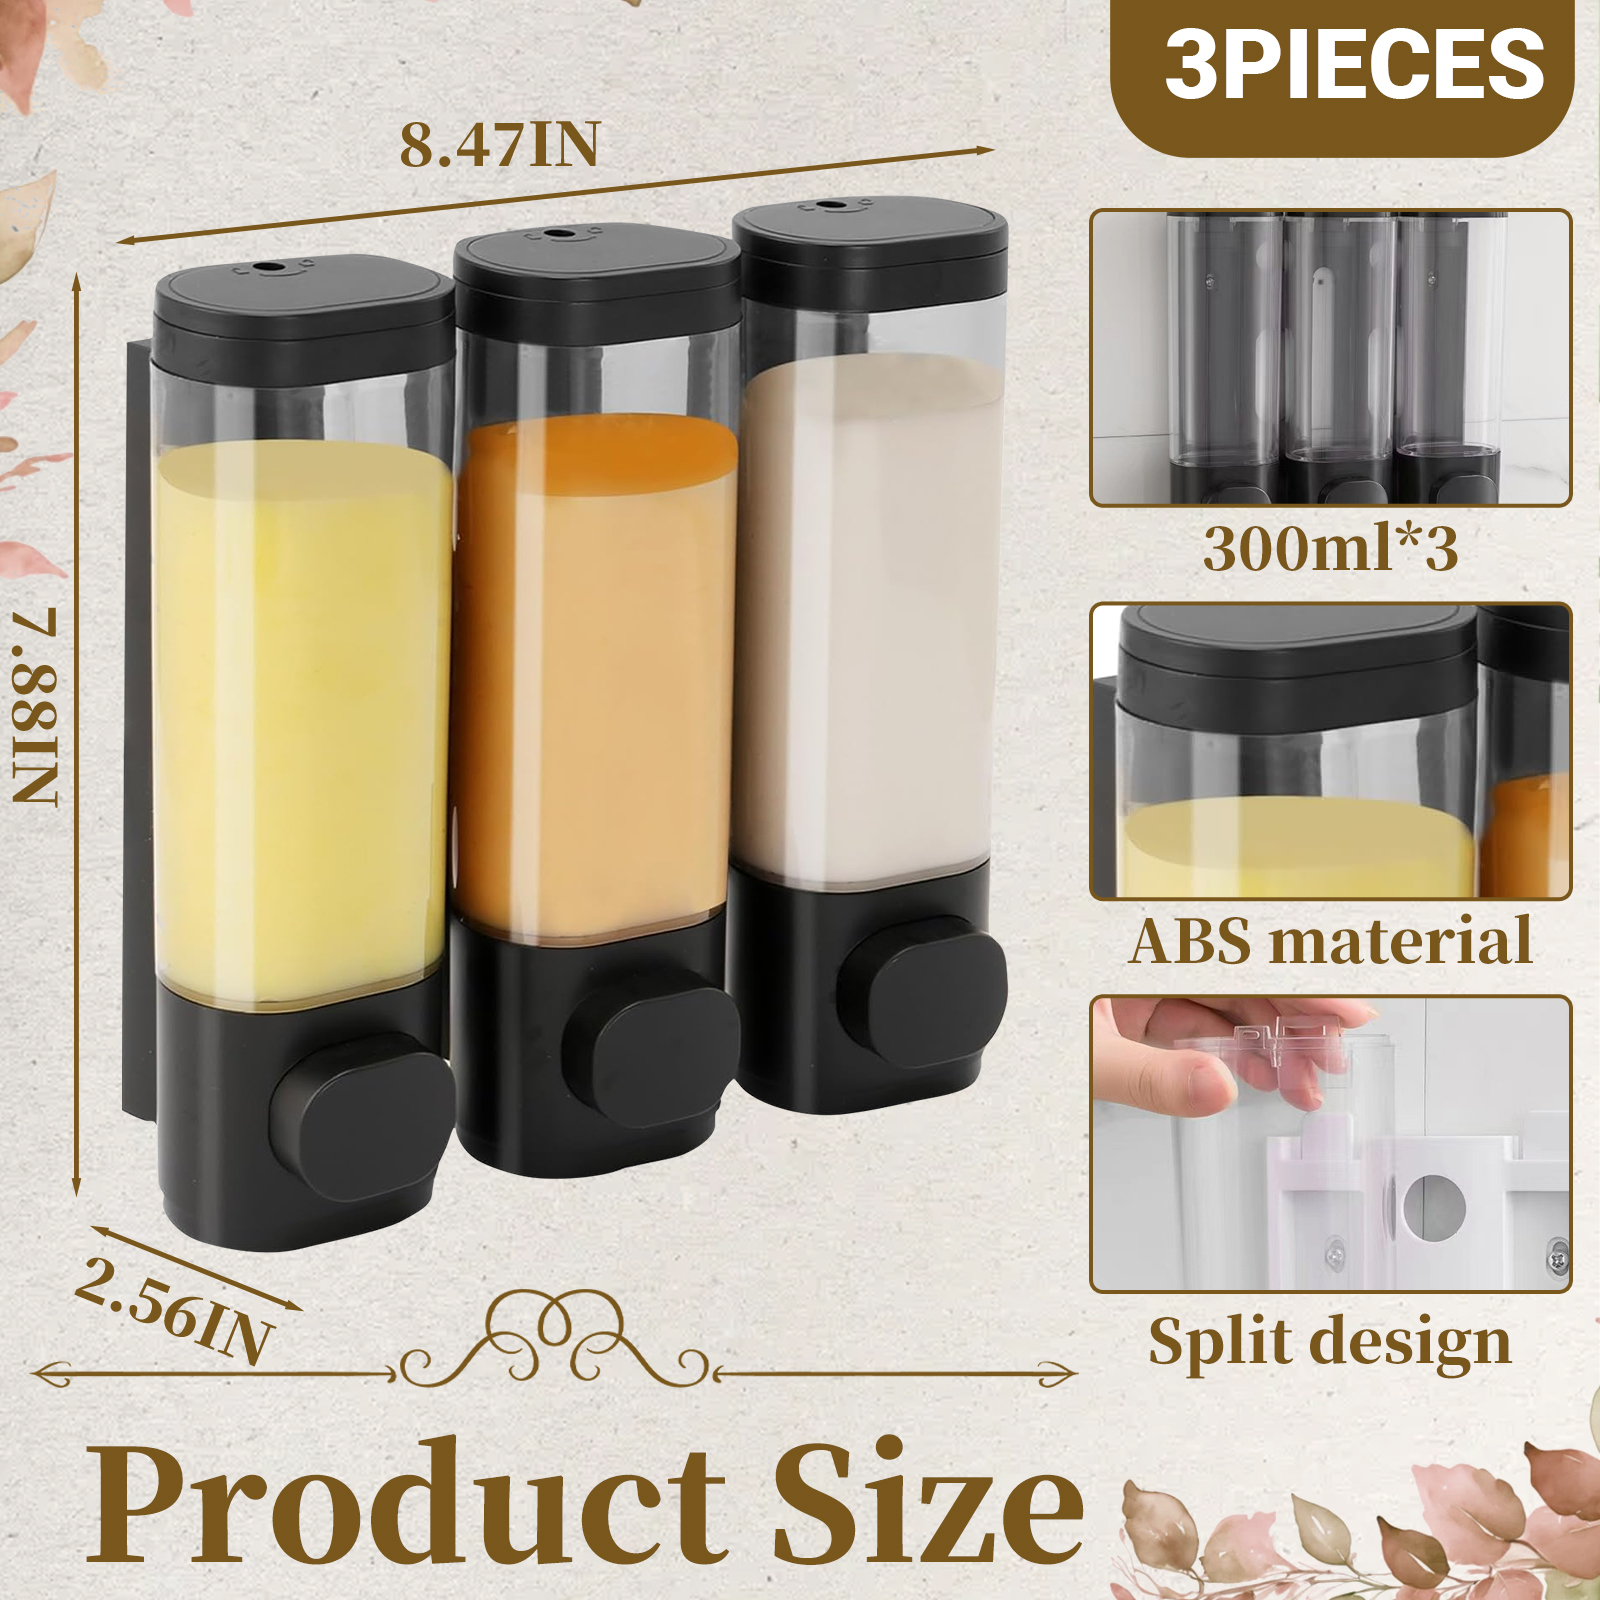 3PIECES
8.47IN
7.88IN
2.56IN
300ml*3
ABS material
Split design
Product Size